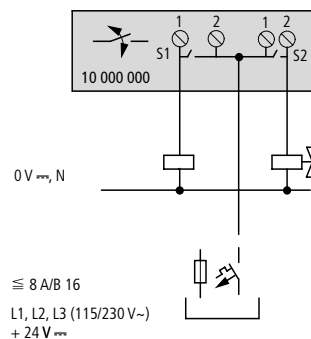 1 2 1 2
S1 S2
10 000 000
0 V ⎓, N
≦ 8 A/B 16
L1, L2, L3 (115/230 V~)
+ 24 V ⎓